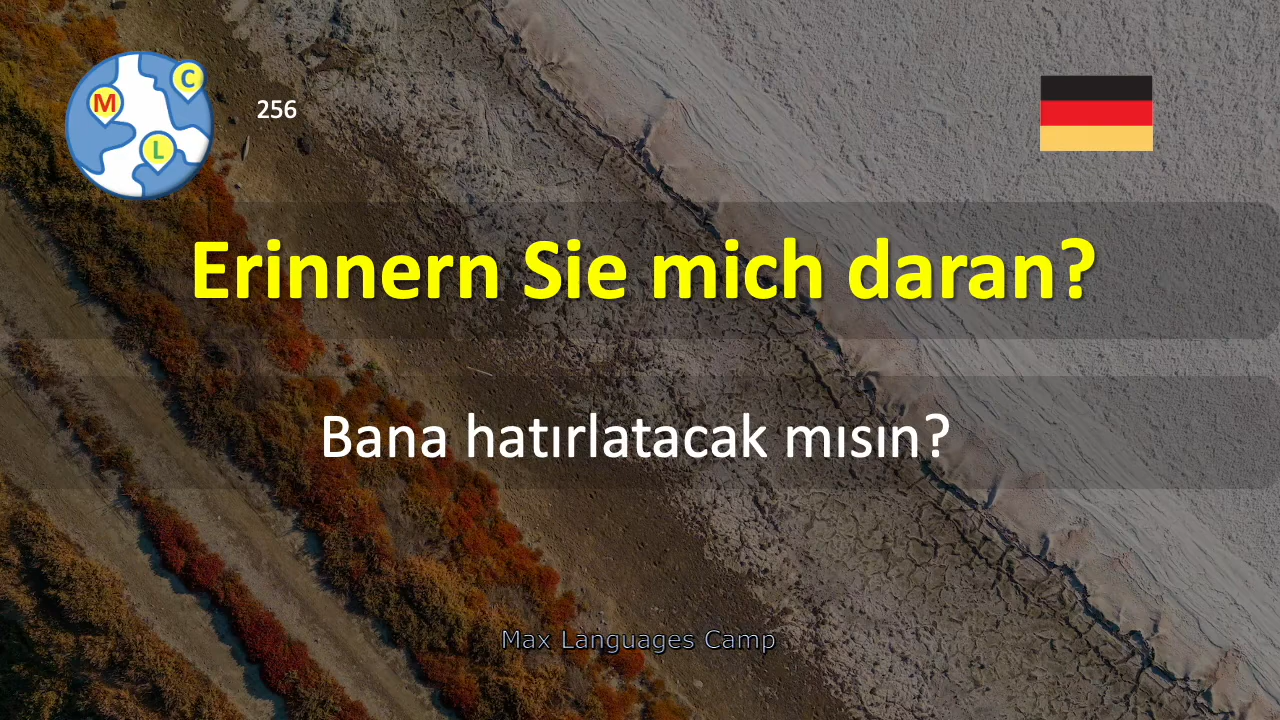 M
C
L
256
Erinnern Sie mich daran?
Bana hatırlatacak mısın?
Max Languages Camp